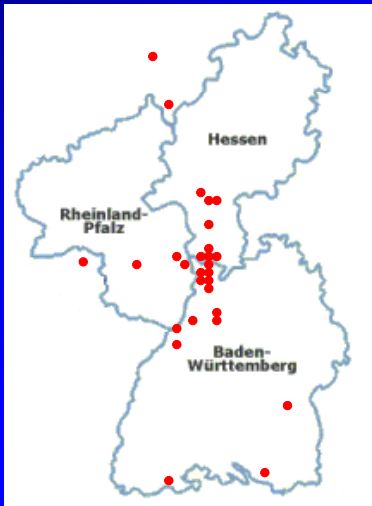 Hessen
Rheinland-
Pfalz
Baden-
Württemberg